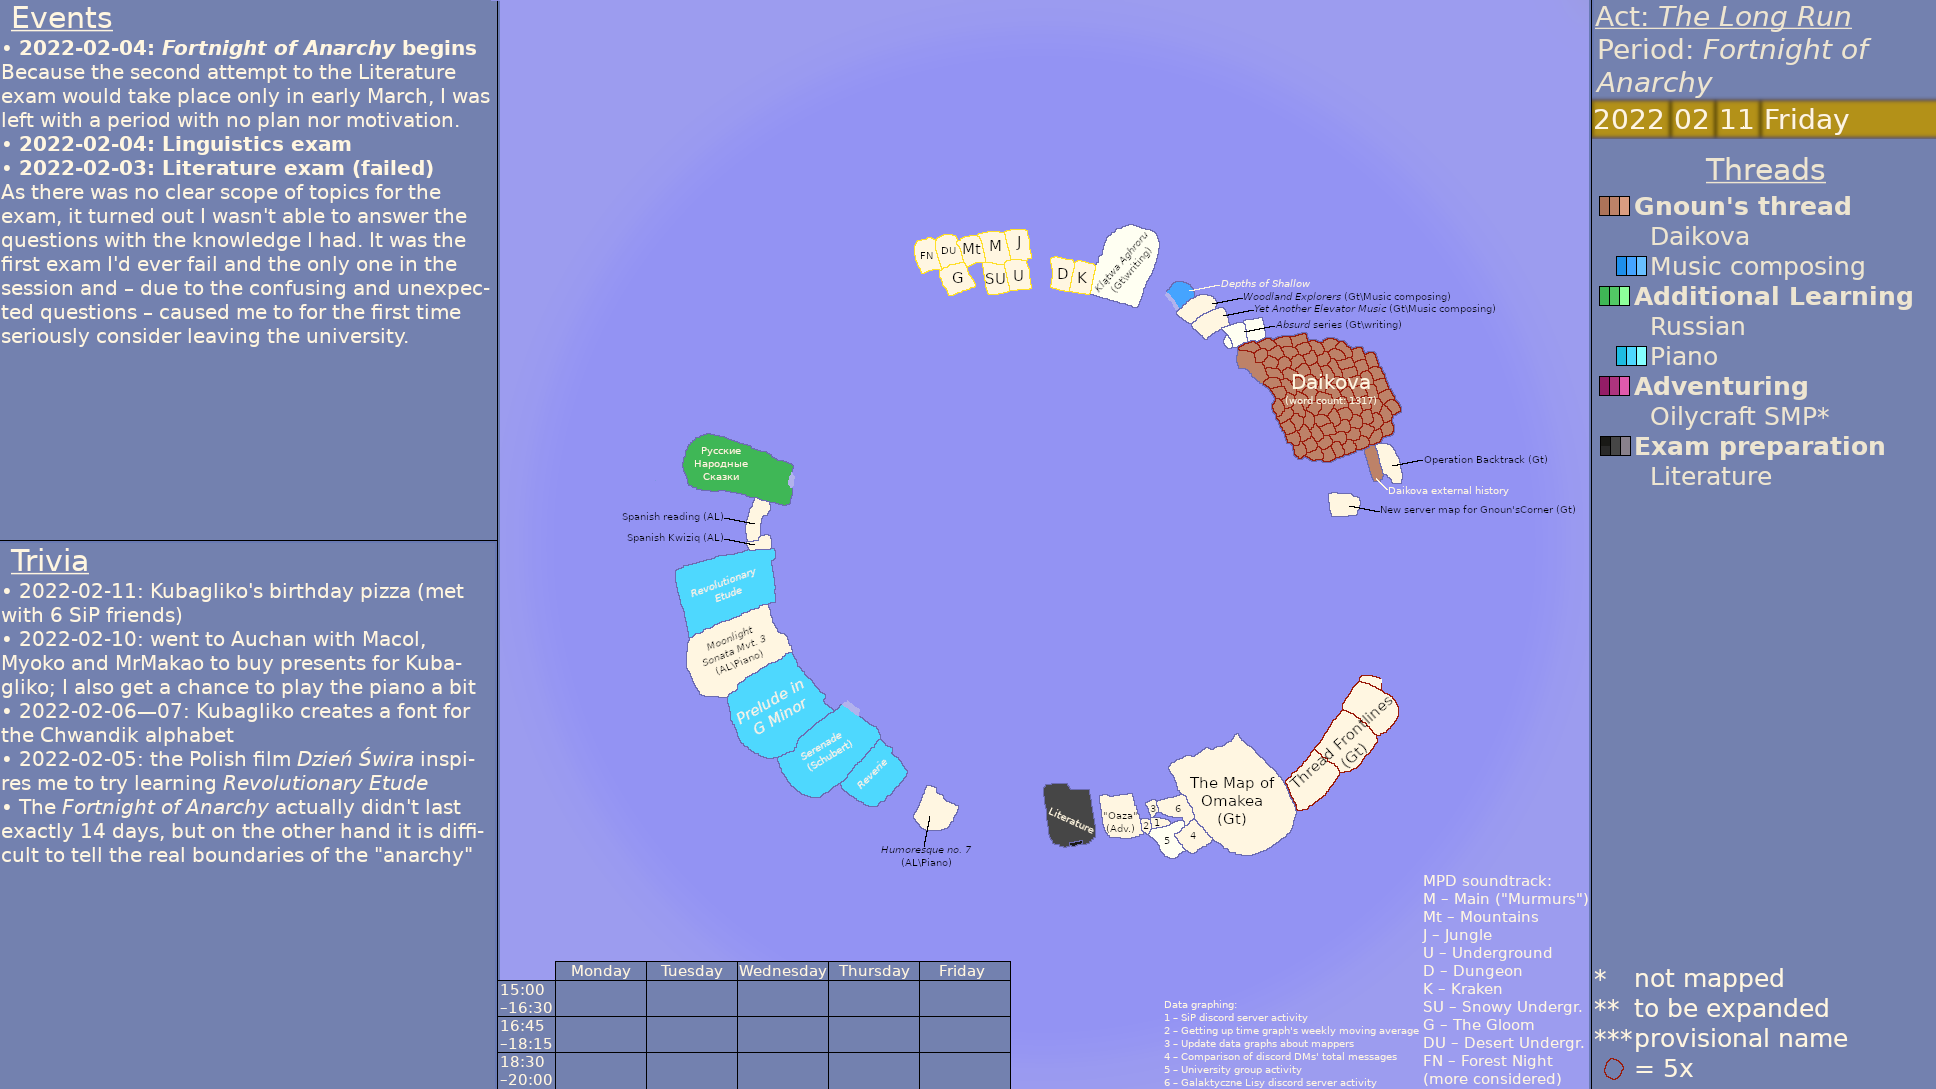 Events
• 2022-02-04: Fortnight of Anarchy begins
Because the second attempt to the Literature
exam would take place only in early March, I was
left with a period with no plan nor motivation.
• 2022-02-04: Linguistics exam
• 2022-02-03: Literature exam (failed)
As there was no clear scope of topics for the
exam, it turned out I wasn't able to answer the
questions with the knowledge I had. It was the
first exam I'd ever fail and the only one in the
session and – due to the confusing and unexpec-
ted questions – caused me to for the first time
seriously consider leaving the university.
Trivia
• 2022-02-11: Kubagliko's birthday pizza (met
with 6 SiP friends)
• 2022-02-10: went to Auchan with Macol,
Myoko and MrMakao to buy presents for Kuba-
gliko; I also get a chance to play the piano a bit
• 2022-02-06—07: Kubagliko creates a font for
the Chwandik alphabet
• 2022-02-05: the Polish film Dzień Świra inspi-
res me to try learning Revolutionary Etude
• The Fortnight of Anarchy actually didn't last
exactly 14 days, but on the other hand it is diffi-
cult to tell the real boundaries of the "anarchy"
FN
DU
Mt
M
J
G
SU
U
D
K
Klątwa Aghroru
(Gt\writing)
Depths of Shallow
Woodland Explorers (Gt\Music composing)
Yet Another Elevator Music (Gt\Music composing)
Absurd series (Gt\writing)
Daikova
(word count: 1317)
Operation Backtrack (Gt)
Daikova external history
New server map for Gnoun'sCorner (Gt)
Русские
Народные
Сказки
Spanish reading (AL)
Spanish Kwiziq (AL)
Revolutionary
Etude
Moonlight
Sonata Mvt. 3
(AL\Piano)
Prelude in
G Minor
Serenade
(Schubert)
Reverie
Humoresque no. 7
(AL\Piano)
Literature
"Oaza"
(Adv.)
3
6
2
1
5
4
The Map of
Omakea
(Gt)
Thread Frontlines
(Gt)
Monday Tuesday Wednesday Thursday Friday
15:00
–16:30
16:45
–18:15
18:30
–20:00
Data graphing:
1 – SiP discord server activity
2 – Getting up time graph's weekly moving average
3 – Update data graphs about mappers
4 – Comparison of discord DMs' total messages
5 – University group activity
6 – Galaktyczne Lisy discord server activity
MPD soundtrack:
M – Main ("Murmurs")
Mt – Mountains
J – Jungle
U – Underground
D – Dungeon
K – Kraken
SU – Snowy Undergr.
G – The Gloom
DU – Desert Undergr.
FN – Forest Night
(more considered)
Act: The Long Run
Period: Fortnight of
Anarchy
2022 02 11 Friday
Threads
Gnoun's thread
Daikova
Music composing
Additional Learning
Russian
Piano
Adventuring
Oilycraft SMP*
Exam preparation
Literature
* not mapped
** to be expanded
*** provisional name
= 5x